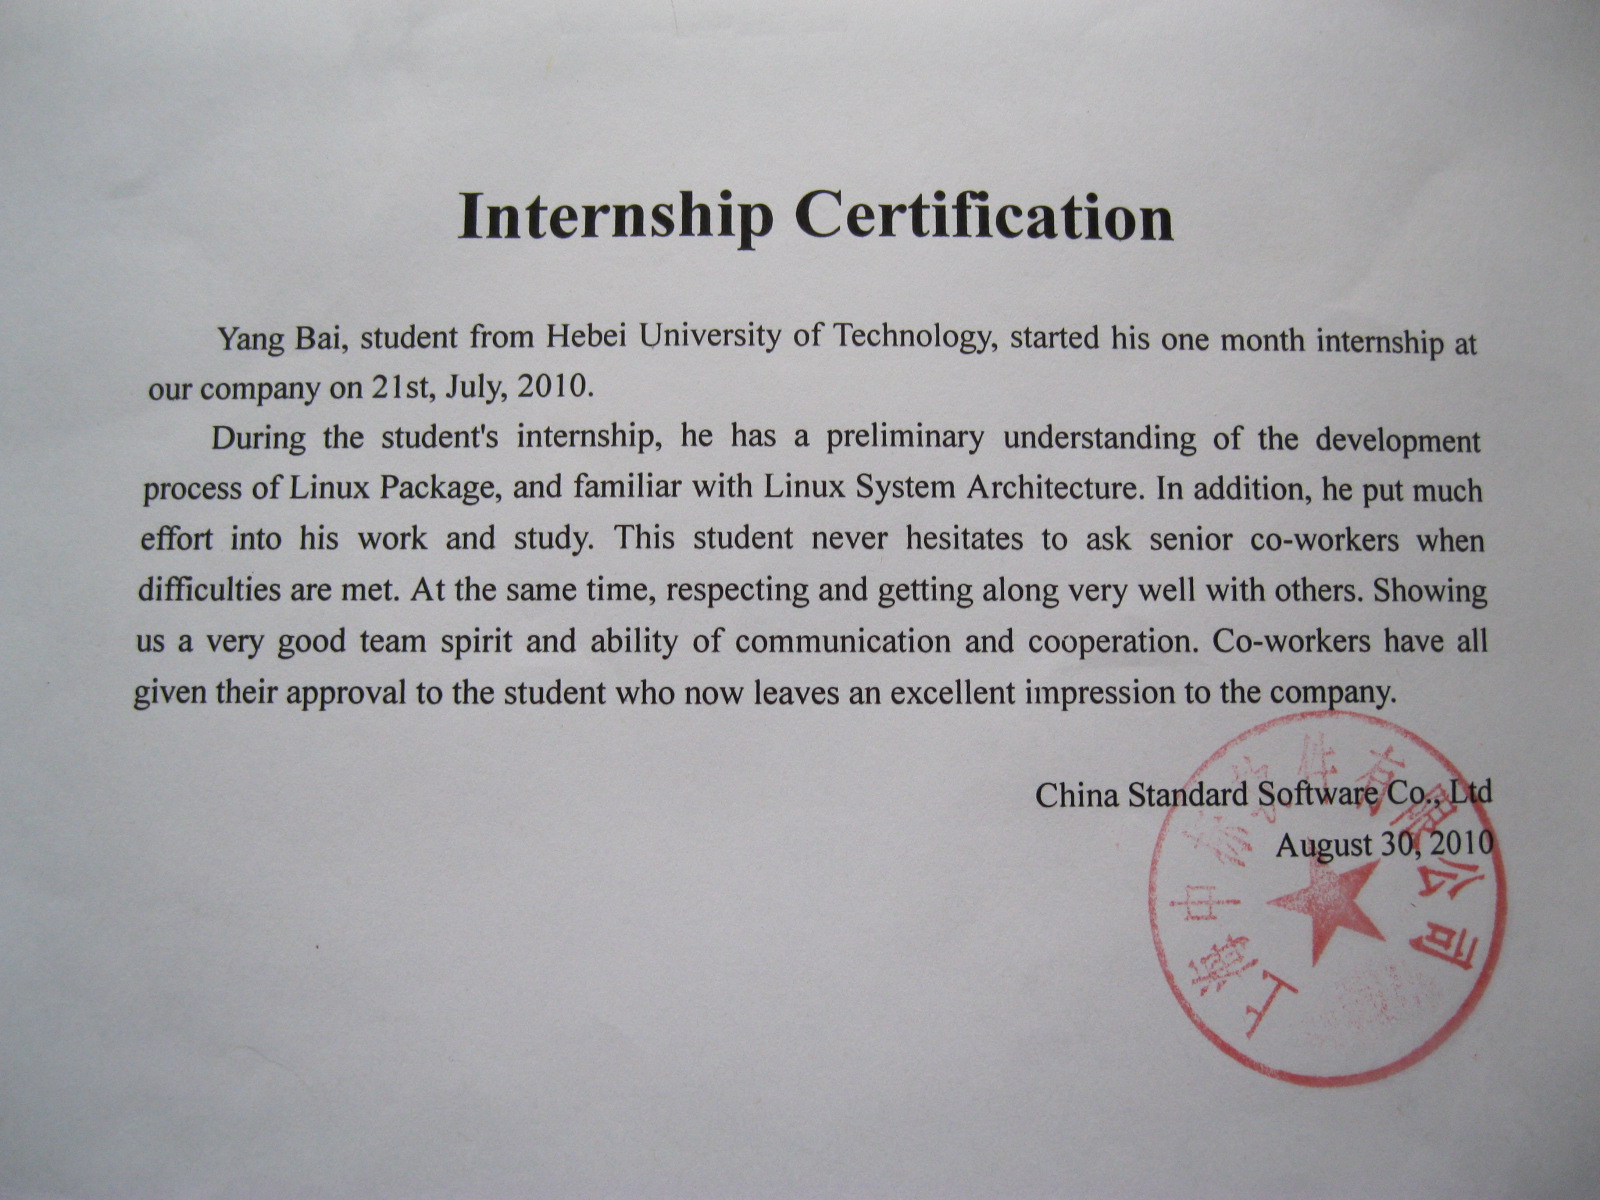 Internship Certification
Yang Bai, student from Hebei University of Technology, started his one month internship at
our company on 21st, July, 2010.
During the student's internship, he has a preliminary understanding of the development
process of Linux Package, and familiar with Linux System Architecture. In addition, he put much
effort into his work and study. This student never hesitates to ask senior co-workers when
difficulties are met. At the same time, respecting and getting along very well with others. Showing
us a very good team spirit and ability of communication and cooperation. Co-workers have all
given their approval to the student who now leaves an excellent impression to the company.
China Standard Software Co., Ltd
August 30, 2010
上海中标软件有限公司